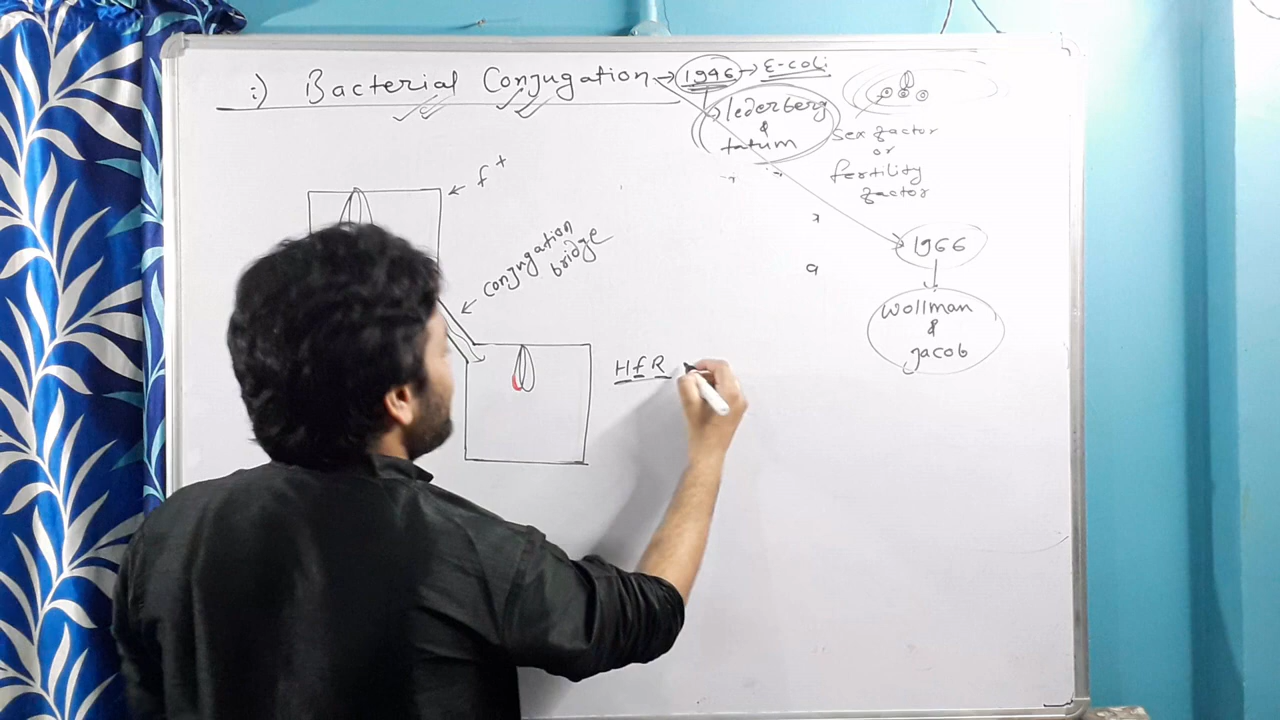 :) Bacterial Conjugation → 1946 → E-coli
lederberg
&
tatum
sex factor
or
fertility
factor
f+
conjugation
bridge
1966
Wollman
&
Jacob
HfR